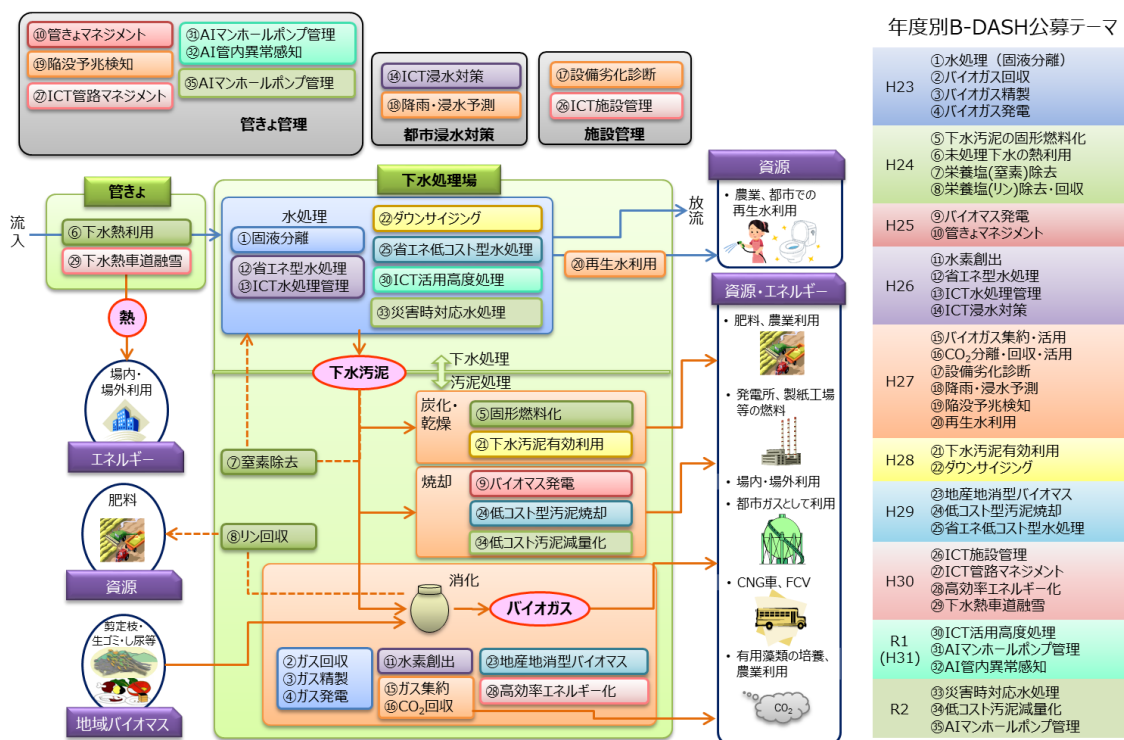 ⑩管きょマネジメント
⑲陥没予兆検知
㉗ICT管路マネジメント
㉛AIマンホールポンプ管理
㉜AI管内異常感知
㉟AIマンホールポンプ管理
管きょ管理
⑭ICT浸水対策
⑱降雨・浸水予測
都市浸水対策
⑰設備劣化診断
㉖ICT施設管理
施設管理
管きょ
流入
⑥下水熱利用
㉙下水熱車道融雪
熱
場内・
場外利用
エネルギー
肥料
資源
剪定枝・
生ゴミ・し尿等
地域バイオマス
下水処理場
水処理
①固液分離
⑫省エネ型水処理
⑬ICT水処理管理
㉒ダウンサイジング
㉕省エネ低コスト型水処理
㉚ICT活用高度処理
㉝災害時対応水処理
放流
⑳再生水利用
下水汚泥
下水処理
汚泥処理
⑦窒素除去
⑧リン回収
炭化・
乾燥
⑤固形燃料化
㉑下水汚泥有効利用
焼却
⑨バイオマス発電
㉔低コスト型汚泥焼却
㉞低コスト汚泥減量化
消化
バイオガス
②ガス回収
③ガス精製
④ガス発電
⑪水素創出
⑮ガス集約
⑯CO₂回収
㉓地産地消型バイオマス
㉘高効率エネルギー化
資源
• 農業、都市での
再生水利用
資源・エネルギー
• 肥料、農業利用
• 発電所、製紙工場
等の燃料
• 場内・場外利用
• 都市ガスとして利用
• CNG車、FCV
• 有用藻類の培養、
農業利用
CO₂
年度別B-DASH公募テーマ
H23
①水処理（固液分離）
②バイオガス回収
③バイオガス精製
④バイオガス発電
H24
⑤下水汚泥の固形燃料化
⑥未処理下水の熱利用
⑦栄養塩(窒素)除去
⑧栄養塩(リン)除去・回収
H25
⑨バイオマス発電
⑩管きょマネジメント
H26
⑪水素創出
⑫省エネ型水処理
⑬ICT水処理管理
⑭ICT浸水対策
H27
⑮バイオガス集約・活用
⑯CO₂分離・回収・活用
⑰設備劣化診断
⑱降雨・浸水予測
⑲陥没予兆検知
⑳再生水利用
H28
㉑下水汚泥有効利用
㉒ダウンサイジング
H29
㉓地産地消型バイオマス
㉔低コスト型汚泥焼却
㉕省エネ低コスト型水処理
H30
㉖ICT施設管理
㉗ICT管路マネジメント
㉘高効率エネルギー化
㉙下水熱車道融雪
R1
(H31)
㉚ICT活用高度処理
㉛AIマンホールポンプ管理
㉜AI管内異常感知
R2
㉝災害時対応水処理
㉞低コスト汚泥減量化
㉟AIマンホールポンプ管理